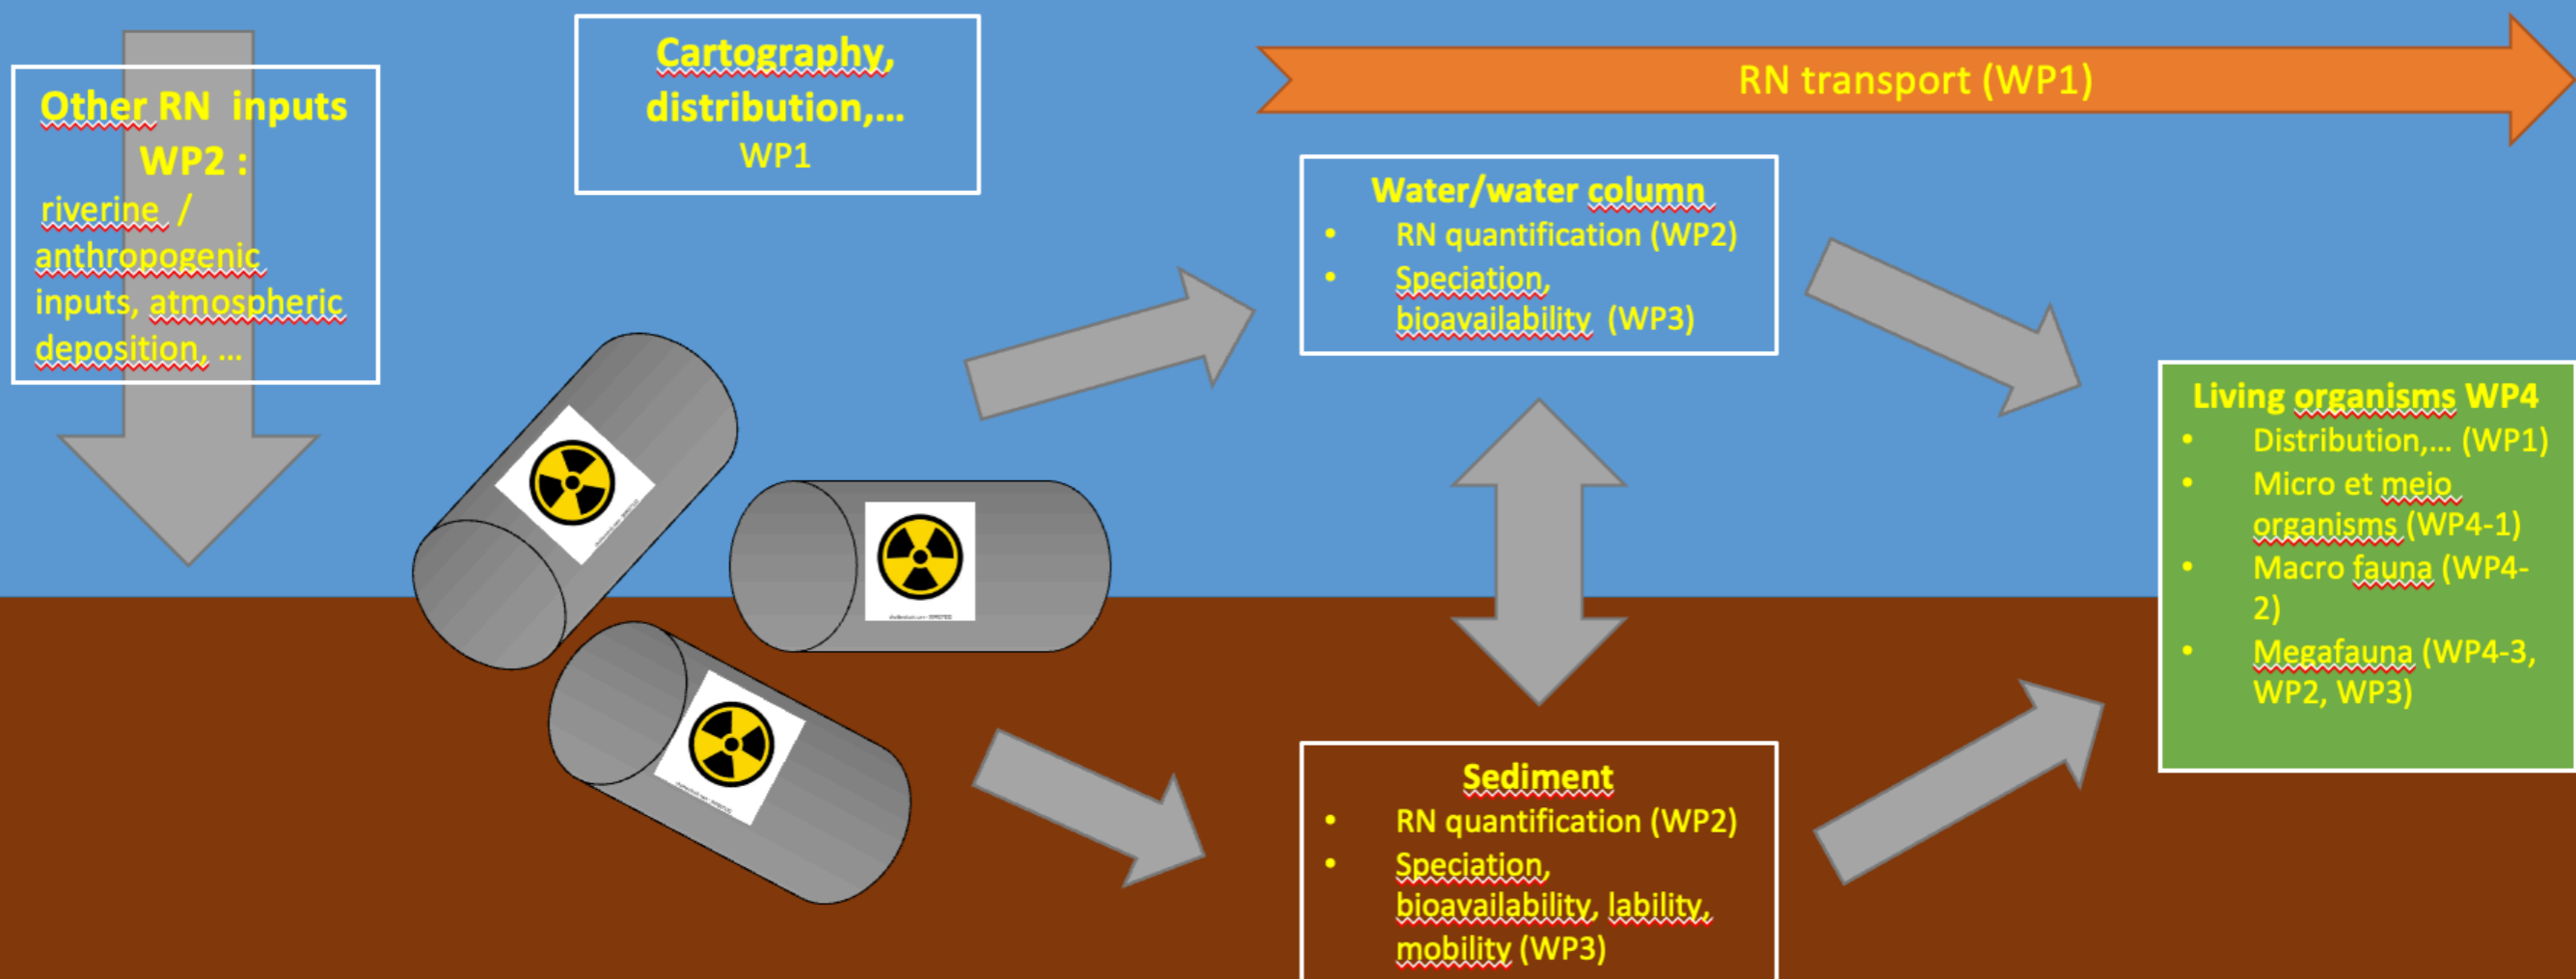 Other RN inputs
WP2 :
riverine /
anthropogenic
inputs, atmospheric
deposition, ...
Cartography,
distribution,...
WP1
RN transport (WP1)
Water/water column
• RN quantification (WP2)
• Speciation,
bioavailability (WP3)
Living organisms WP4
• Distribution,... (WP1)
• Micro et meio
organisms (WP4-1)
• Macro fauna (WP4-
2)
• Megafauna (WP4-3,
WP2, WP3)
Sediment
• RN quantification (WP2)
• Speciation,
bioavailability, lability,
mobility (WP3)